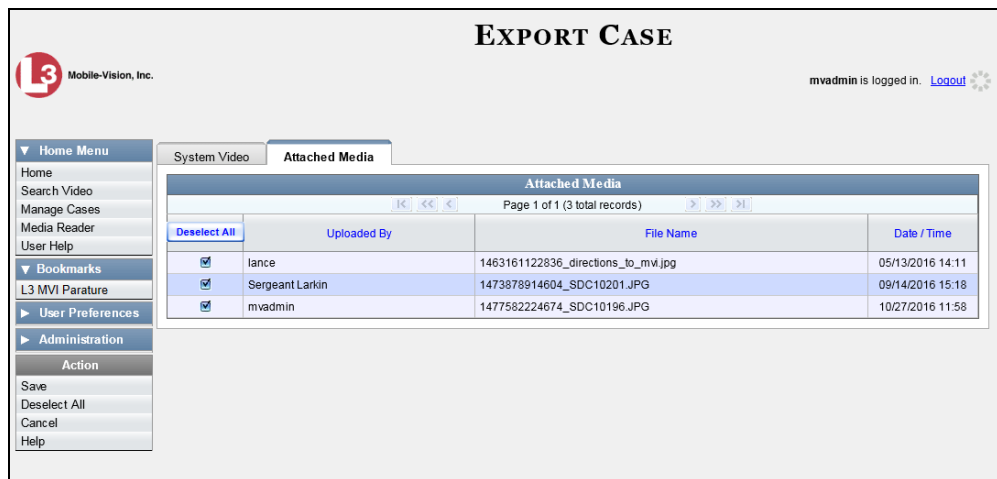 EXPORT CASE
L3 Mobile-Vision, Inc.
mvadmin is logged in. Logout
▼ Home Menu
Home
Search Video
Manage Cases
Media Reader
User Help
▼ Bookmarks
L3 MVI Parature
► User Preferences
► Administration
Action
Save
Deselect All
Cancel
Help
System Video Attached Media
Attached Media
Page 1 of 1 (3 total records)
Deselect All Uploaded By File Name Date / Time
lance 1463161122836_directions_to_mvi.jpg 05/13/2016 14:11
Sergeant Larkin 1473878914604_SDC10201.JPG 09/14/2016 15:18
mvadmin 1477582224674_SDC10196.JPG 10/27/2016 11:58